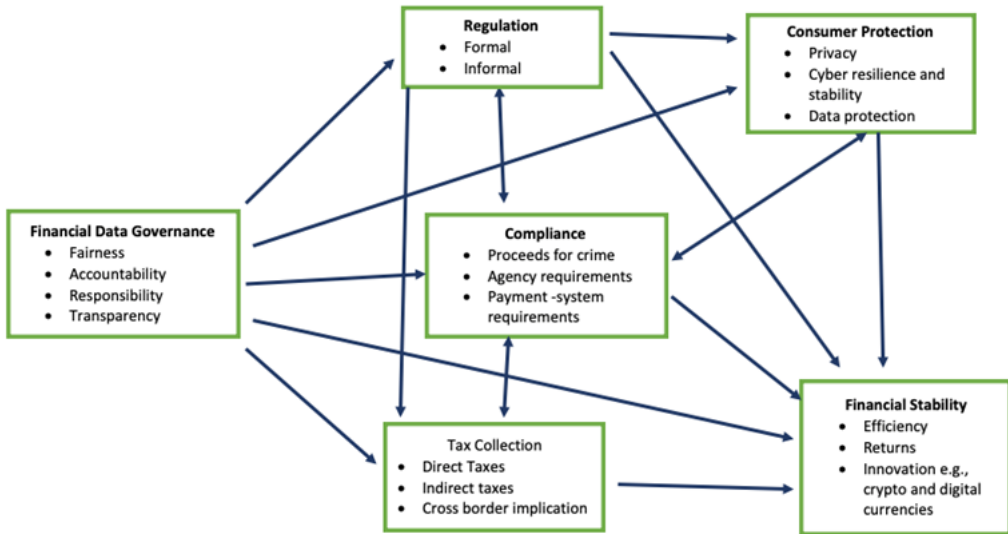 Regulation
• Formal
• Informal
Consumer Protection
• Privacy
• Cyber resilience and
stability
• Data protection
Financial Data Governance
• Fairness
• Accountability
• Responsibility
• Transparency
Compliance
• Proceeds for crime
• Agency requirements
• Payment -system
requirements
Tax Collection
• Direct Taxes
• Indirect taxes
• Cross border implication
Financial Stability
• Efficiency
• Returns
• Innovation e.g.,
crypto and digital
currencies